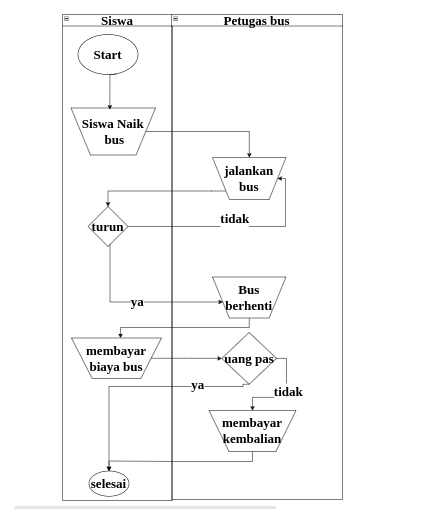 Siswa
Petugas bus
Start
Siswa Naik
bus
jalankan
bus
tidak
turun
Bus
berhenti
ya
membayar
biaya bus
uang pas
ya
tidak
membayar
kembalian
selesai